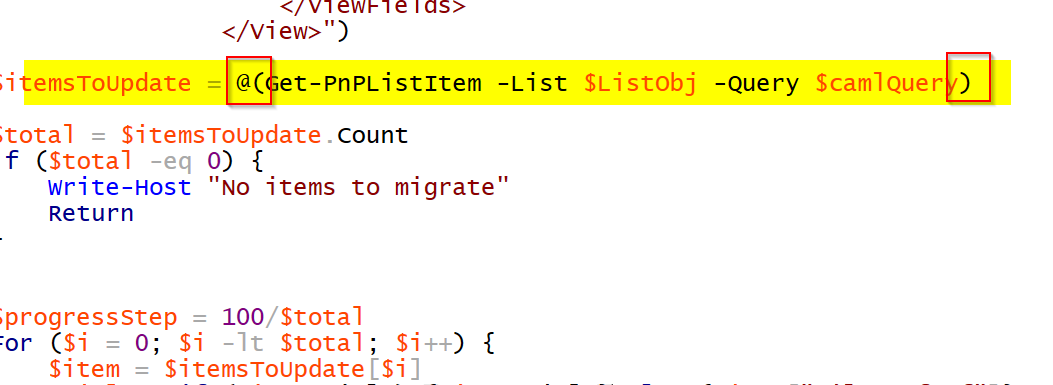 </ViewFields>
</View>")
$itemsToUpdate = @(Get-PnPListItem -List $ListObj -Query $camlQuery)
$total = $itemsToUpdate.Count
if ($total -eq 0) {
Write-Host "No items to migrate"
Return
}
$progressStep = 100/$total
For ($i = 0; $i -lt $total; $i++) {
$item = $itemsToUpdate[$i]